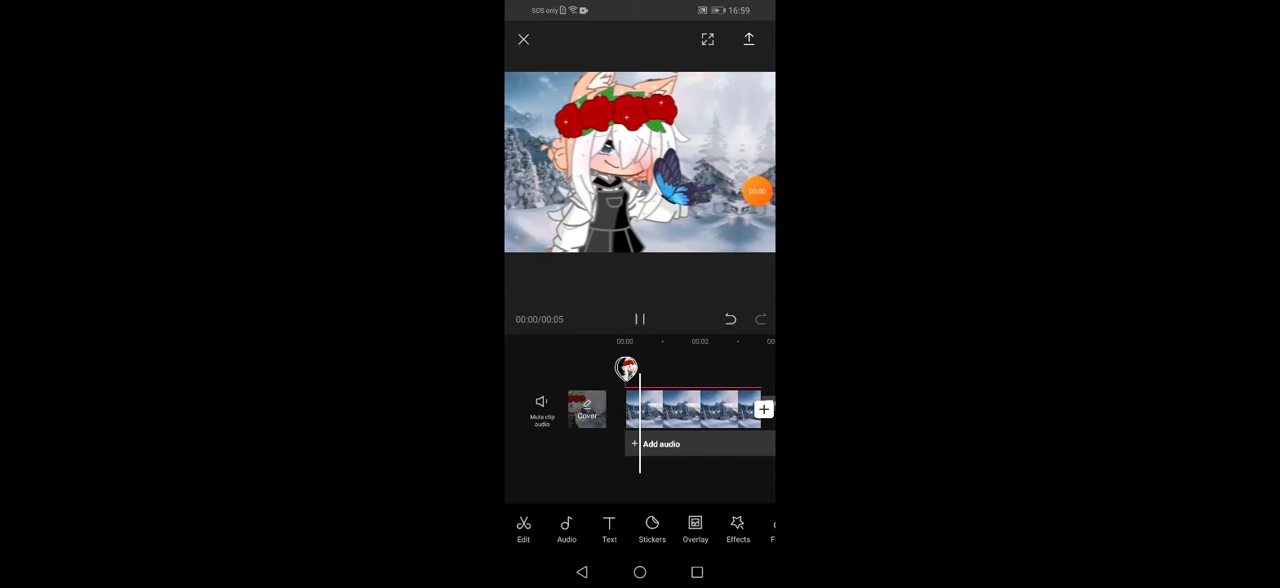 SOS only
16:59
00:00
00:00/00:05
00:00
00:02
00
Mute clip
audio
Cover
+ Add audio
Edit
Audio
Text
Stickers
Overlay
Effects
F